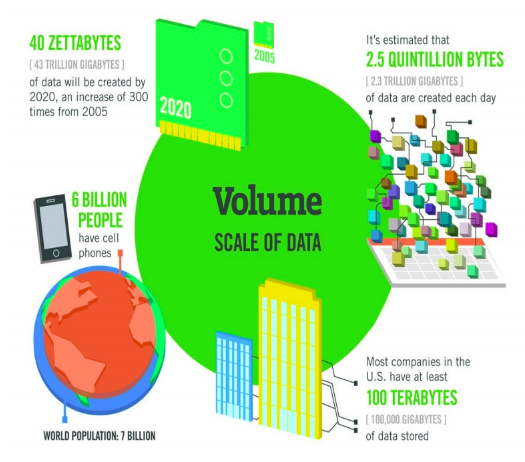 40 ZETTABYTES
[ 43 TRILLION GIGABYTES ]
of data will be created by
2020, an increase of 300
times from 2005
2005
2020
It's estimated that
2.5 QUINTILLION BYTES
[ 2.3 TRILLION GIGABYTES ]
of data are created each day
6 BILLION
PEOPLE
have cell
phones
Volume
SCALE OF DATA
WORLD POPULATION: 7 BILLION
Most companies in the
U.S. have at least
100 TERABYTES
[ 100,000 GIGABYTES ]
of data stored